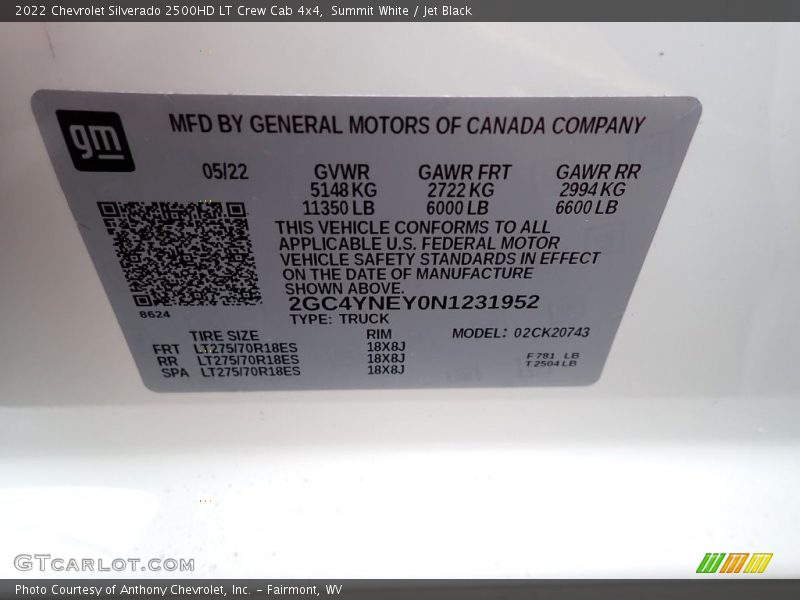 2022 Chevrolet Silverado 2500HD LT Crew Cab 4x4, Summit White / Jet Black
gm
MFD BY GENERAL MOTORS OF CANADA COMPANY
05/22 GVWR GAWR FRT GAWR RR
5148 KG 2722 KG 2994 KG
11350 LB 6000 LB 6600 LB
THIS VEHICLE CONFORMS TO ALL
APPLICABLE U.S. FEDERAL MOTOR
VEHICLE SAFETY STANDARDS IN EFFECT
ON THE DATE OF MANUFACTURE
SHOWN ABOVE.
2GC4YNEY0N1231952
8624
TYPE: TRUCK
TIRE SIZE RIM MODEL: 02CK20743
FRT LT275/70R18ES 18X8J
RR LT275/70R18ES 18X8J
SPA LT275/70R18ES 18X8J
F 781 LB
T 2504 LB
GTcarlot.com
Photo Courtesy of Anthony Chevrolet, Inc. - Fairmont, WV